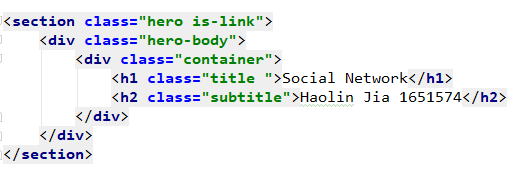 <section class="hero is-link">
<div class="hero-body">
<div class="container">
<h1 class="title ">Social Network</h1>
<h2 class="subtitle">Haolin Jia 1651574</h2>
</div>
</div>
</section>